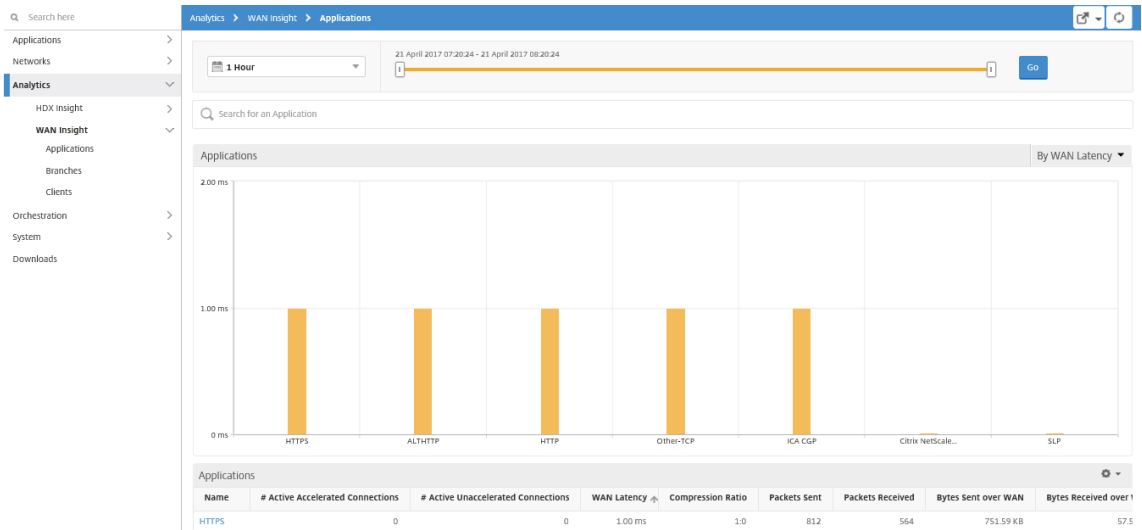 Search here
Applications
Networks
Analytics
HDX Insight
WAN Insight
Applications
Branches
Clients
Orchestration
System
Downloads
Analytics > WAN Insight > Applications
1 Hour
21 April 2017 07:20:24 - 21 April 2017 08:20:24
Go
Search for an Application
Applications By WAN Latency
2.00 ms
1.00 ms
0 ms
HTTPS ALTHTTP HTTP Other-TCP ICA CGP Citrix NetScale... SLP
Applications
Name # Active Accelerated Connections # Active Unaccelerated Connections WAN Latency Compression Ratio Packets Sent Packets Received Bytes Sent over WAN Bytes Received over
HTTPS 0 0 1.00 ms 1:0 812 564 751.59 KB